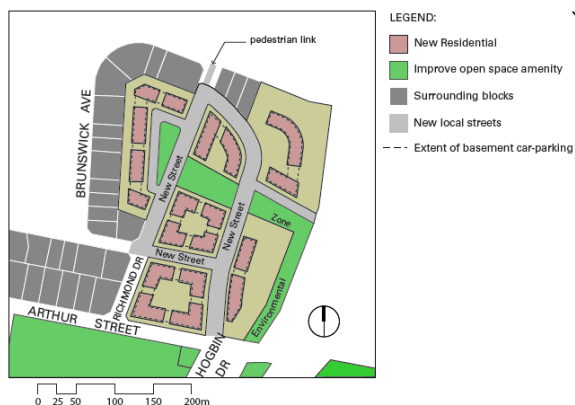 LEGEND:
pedestrian link
New Residential
Improve open space amenity
Surrounding blocks
New local streets
Extent of basement car-parking
BRUNSWICK AVE
New Street
New Street
Zone
New Street
RICHMOND DR
Environmental
ARTHUR STREET
HOGBIN DR
0 25 50 100 150 200m